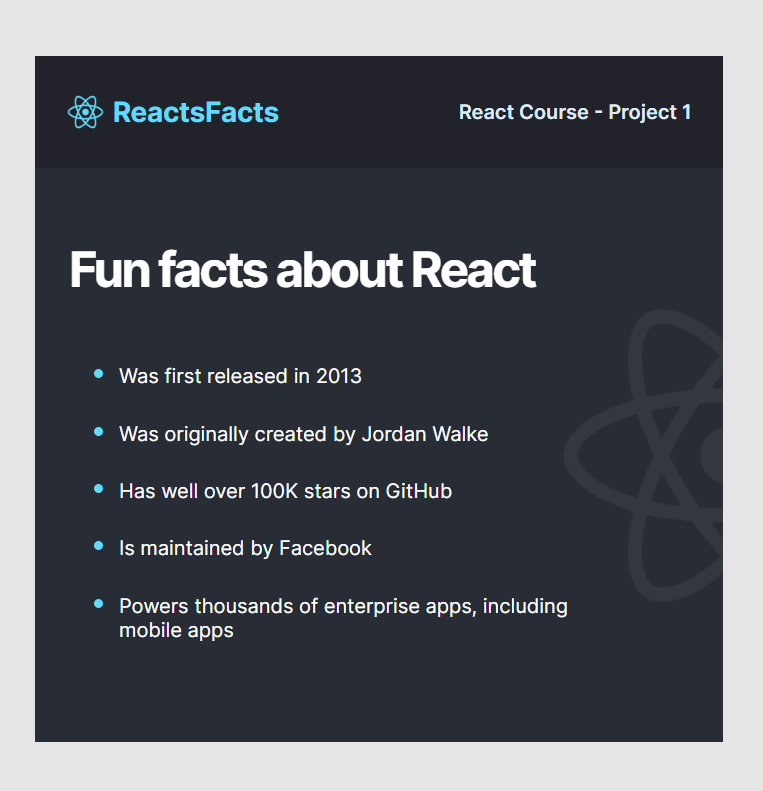 ReactsFacts
React Course - Project 1
Fun facts about React
Was first released in 2013
Was originally created by Jordan Walke
Has well over 100K stars on GitHub
Is maintained by Facebook
Powers thousands of enterprise apps, including
mobile apps